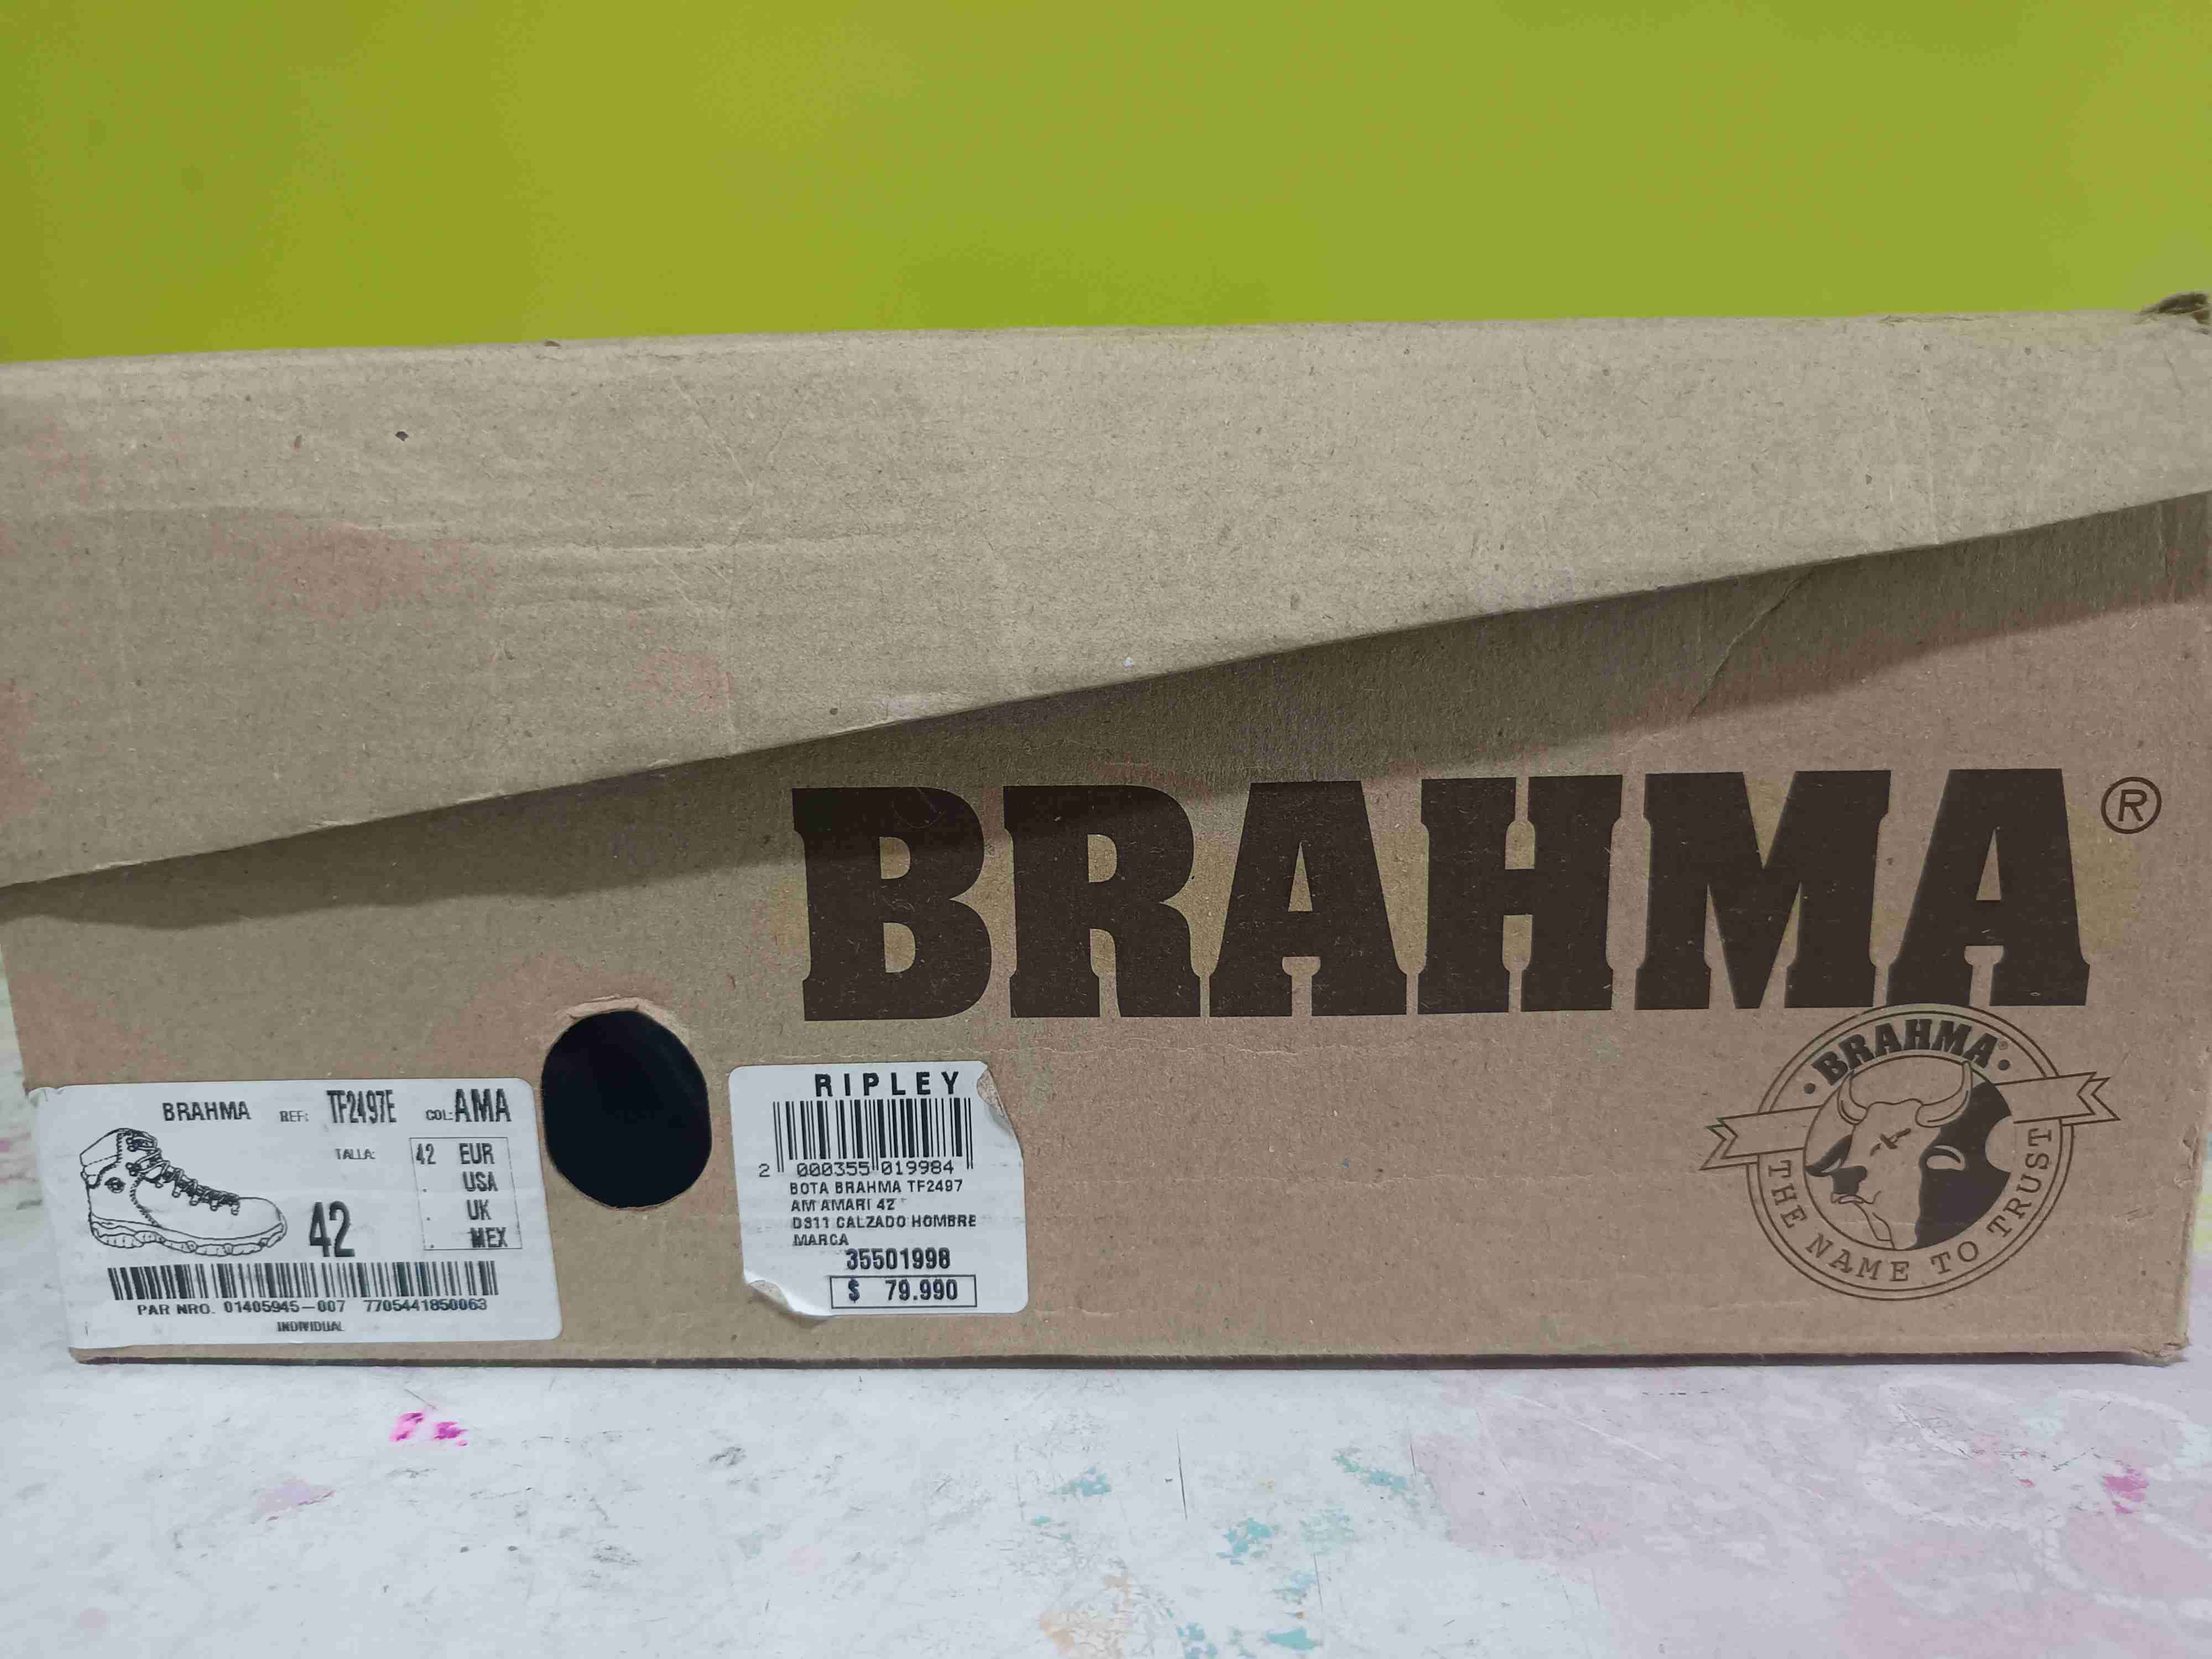 BRAHMA®
BRAHMA®
THE NAME TO TRUST
BRAHMA REF: TF2497E COL: AMA
TALLA: 42 EUR
. USA
. UK
. MEX
42
PAR NRO. 01405945-007 7705441850063
INDIVIDUAL
RIPLEY
2 000355 019984
BOTA BRAHMA TF2497
AM AMARI 42
D311 CALZADO HOMBRE
MARCA
35501998
$ 79.990